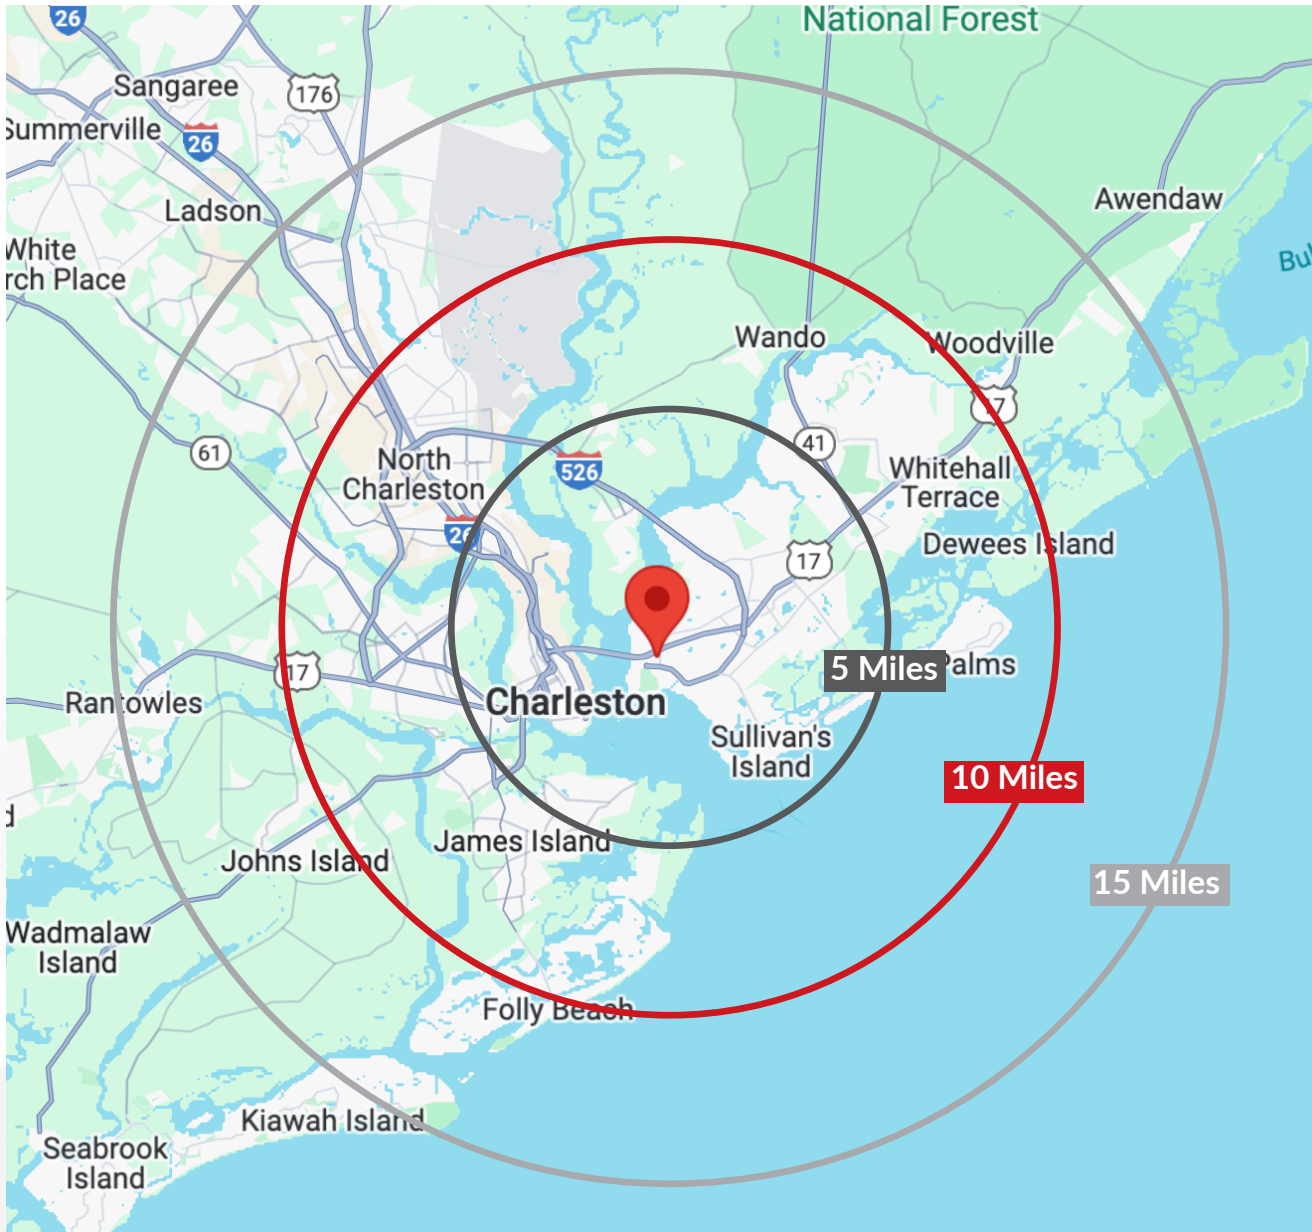 26
National Forest
Sangaree
176
Summerville
26
Awendaw
Ladson
White
rch Place
Bul
Wando
Woodville
17
41
61
North
Charleston
526
Whitehall
Terrace
26
Dewees Island
17
17
5 Miles
Palms
Rantowles
Charleston
Sullivan's
Island
10 Miles
d
James Island
Johns Island
15 Miles
Wadmalaw
Island
Folly Beach
Kiawah Island
Seabrook
Island